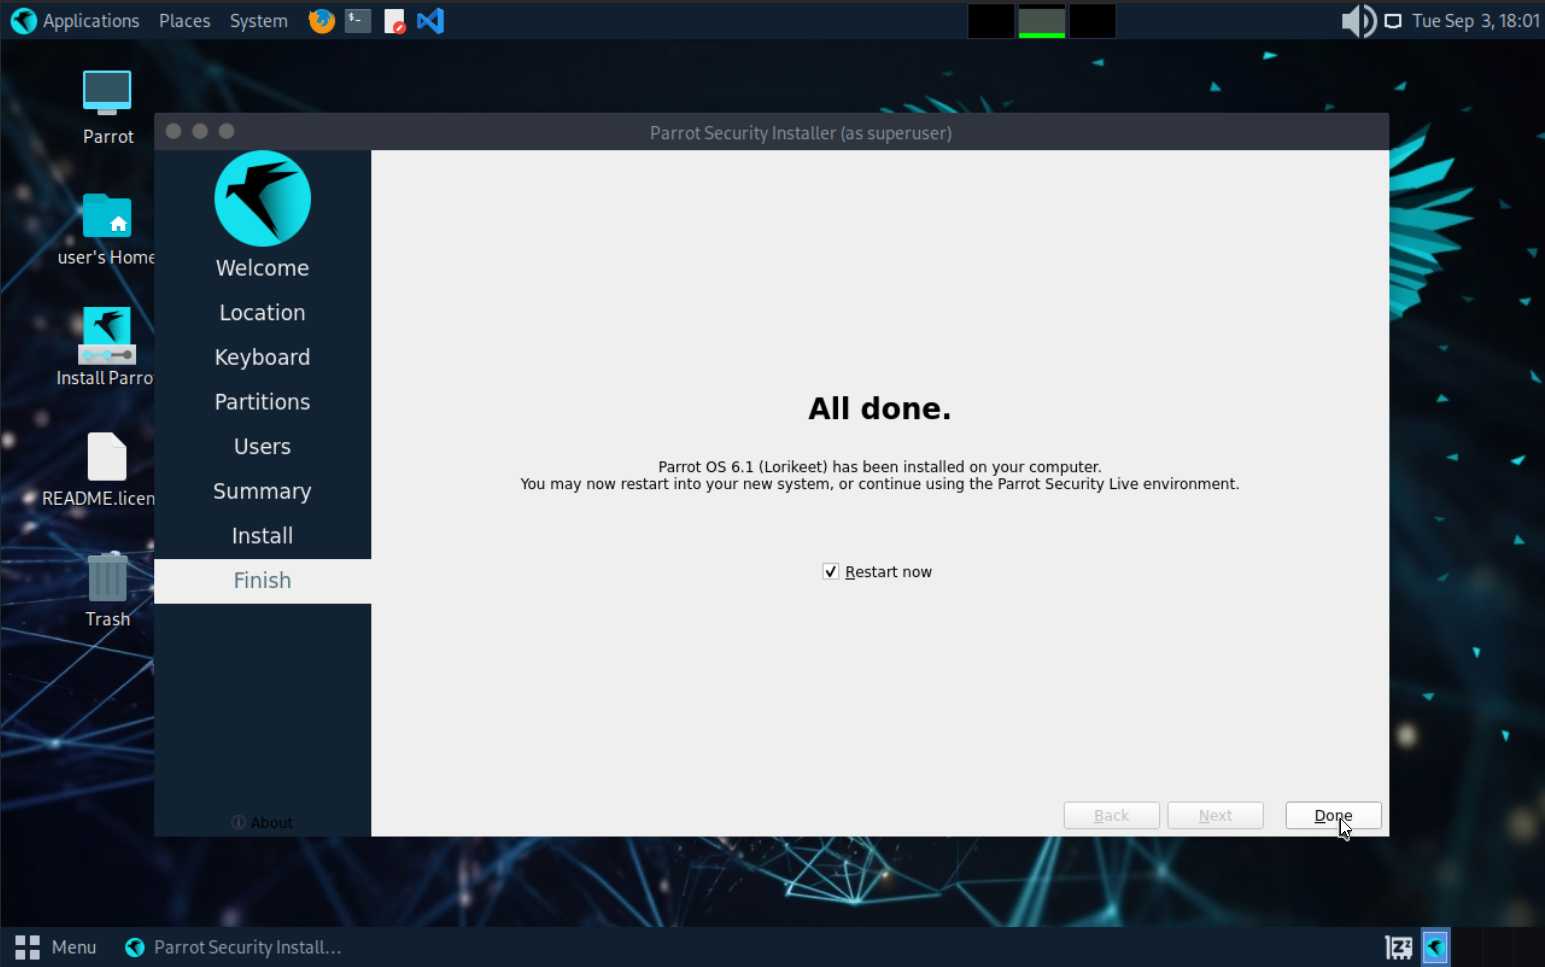 Applications Places System
Tue Sep 3, 18:01
Parrot
user's Home
Install Parro
README.licen
Trash
Parrot Security Installer (as superuser)
Welcome
Location
Keyboard
Partitions
Users
Summary
Install
Finish
About
All done.
Parrot OS 6.1 (Lorikeet) has been installed on your computer.
You may now restart into your new system, or continue using the Parrot Security Live environment.
Restart now
Back Next Done
Menu Parrot Security Install...